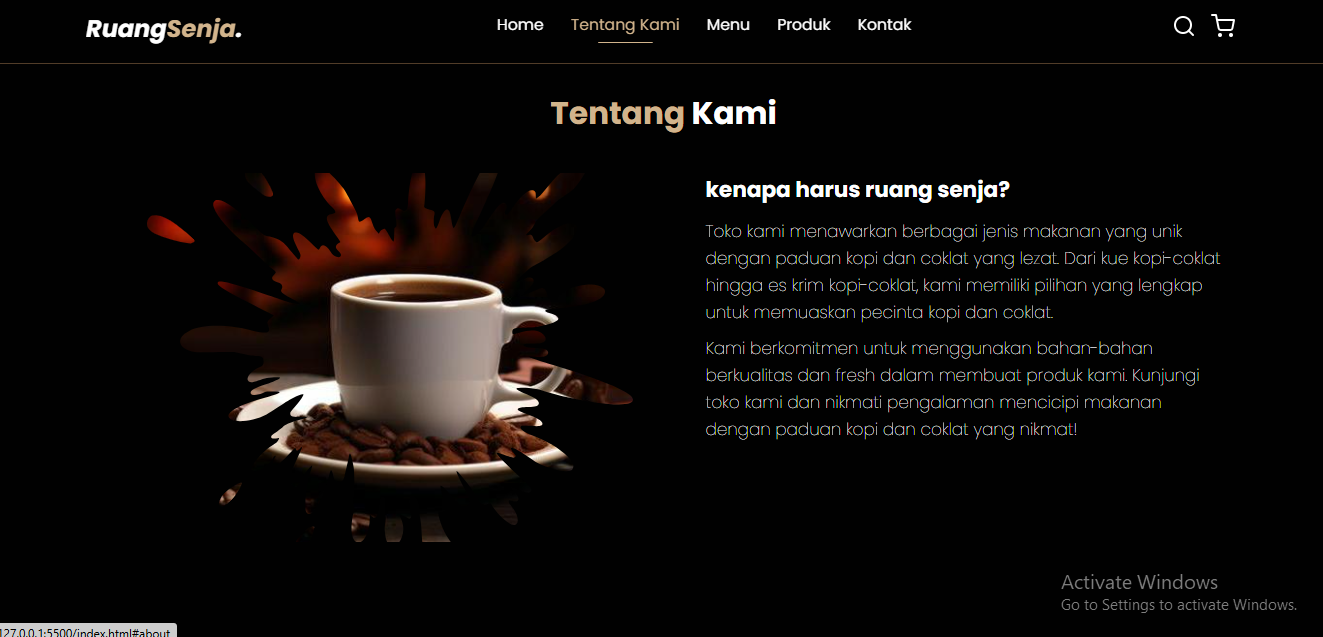 RuangSenja.
Home Tentang Kami Menu Produk Kontak
Tentang Kami
kenapa harus ruang senja?
Toko kami menawarkan berbagai jenis makanan yang unik
dengan paduan kopi dan coklat yang lezat. Dari kue kopi-coklat
hingga es krim kopi-coklat, kami memiliki pilihan yang lengkap
untuk memuaskan pecinta kopi dan coklat.
Kami berkomitmen untuk menggunakan bahan-bahan
berkualitas dan fresh dalam membuat produk kami. Kunjungi
toko kami dan nikmati pengalaman mencicipi makanan
dengan paduan kopi dan coklat yang nikmat!
Activate Windows
Go to Settings to activate Windows.
127.0.0.1:5500/index.html#about